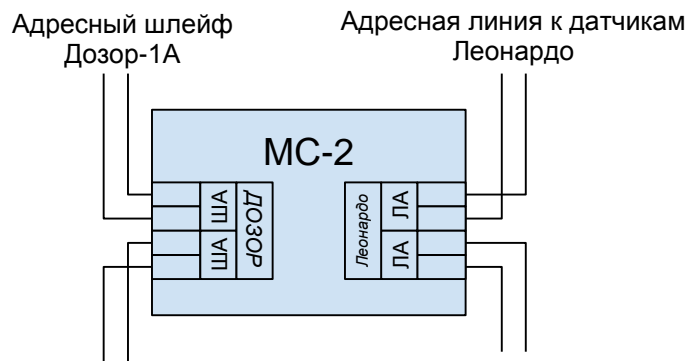 Адресный шлейф
Дозор-1А
Адресная линия к датчикам
Леонардо
МС-2
ША
ША
ДОЗОР
Леонардо
ЛА
ЛА